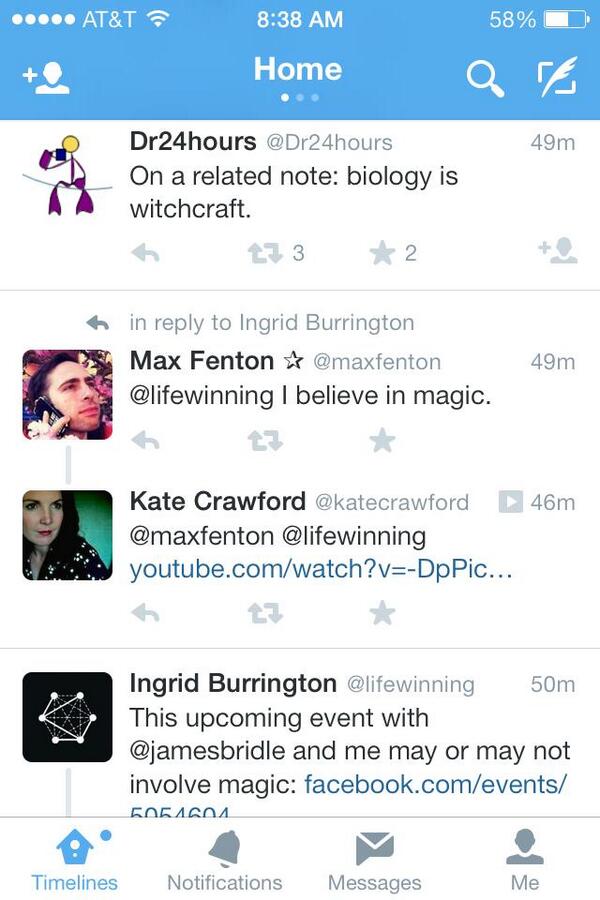 AT&T 8:38 AM 58%
Home
Dr24hours @Dr24hours 49m
On a related note: biology is
witchcraft.
3 2
in reply to Ingrid Burrington
Max Fenton ☆ @maxfenton 49m
@lifewinning I believe in magic.
Kate Crawford @katecrawford 46m
@maxfenton @lifewinning
youtube.com/watch?v=-DpPic...
Ingrid Burrington @lifewinning 50m
This upcoming event with
@jamesbridle and me may or may not
involve magic: facebook.com/events/
5054604
Timelines Notifications Messages Me